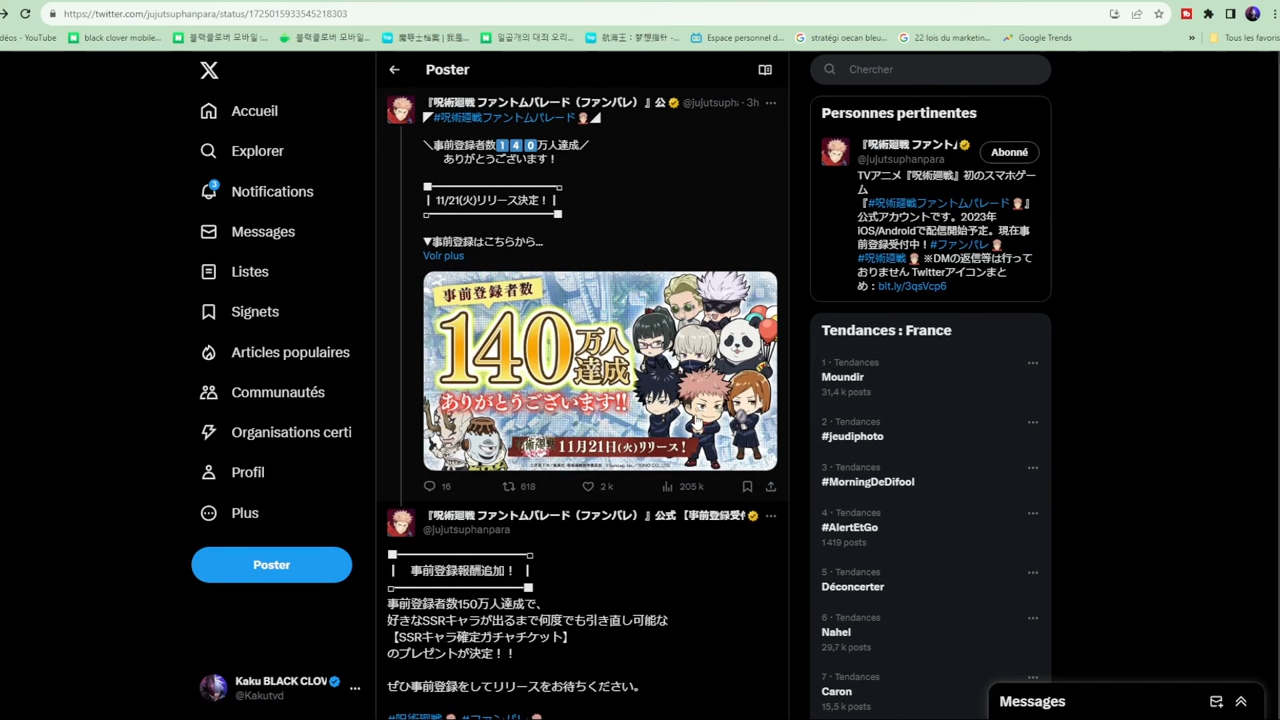 https://twitter.com/jujutsuphanpara/status/1725015933545218303
déos - YouTube
black clover mobile...
블랙클로버 모바일 :...
블랙클로버 모바일...
魔导士档案 | 我是...
일곱개의 대죄 오리...
航海王：梦想指针 -...
Espace personnel d...
stratégi oecan bleu...
22 lois du marketin...
Google Trends
»
Tous les favoris
Accueil
Explorer
3
Notifications
Messages
Listes
Signets
Articles populaires
Communautés
Organisations certi
Profil
Plus
Poster
Kaku BLACK CLOV
@Kakutvd
Poster
『呪術廻戦 ファントムパレード（ファンパレ） 』公 @jujutsuph · 3h
#呪術廻戦ファントムパレード
＼事前登録者数1 4 0万人達成／
ありがとうございます！
| 11/21(火)リリース決定！|
▼事前登録はこちらから...
Voir plus
事前登録者数
140万人達成
ありがとうございます!!
呪術廻戦 11月21日(火)リリース！
16 618 2 k 205 k
『呪術廻戦 ファントムパレード（ファンパレ） 』公式 【事前登録受付
@jujutsuphanpara
| 事前登録報酬追加！ |
事前登録者数150万人達成で、
好きなSSRキャラが出るまで何度でも引き直し可能な
【SSRキャラ確定ガチャチケット】
のプレゼントが決定！！
ぜひ事前登録をしてリリースをお待ちください。
#呪術廻戦 #ファンパレ
Chercher
Personnes pertinentes
『呪術廻戦 ファント
@jujutsuphanpara
Abonné
TVアニメ『呪術廻戦』初のスマホゲー
ム
『#呪術廻戦ファントムパレード 』
公式アカウントです。2023年
iOS/Androidで配信開始予定。現在事
前登録受付中！#ファンパレ
#呪術廻戦 ※DMの返信等は行って
おりません Twitterアイコンまと
め：bit.ly/3qsVcp6
Tendances : France
1 · Tendances
Moundir
31,4 k posts
2 · Tendances
#jeudiphoto
3 · Tendances
#MorningDeDifool
4 · Tendances
#AlertEtGo
1 419 posts
5 · Tendances
Déconcerter
6 · Tendances
Nahel
29,7 k posts
7 · Tendances
Caron
15,5 k posts
Messages